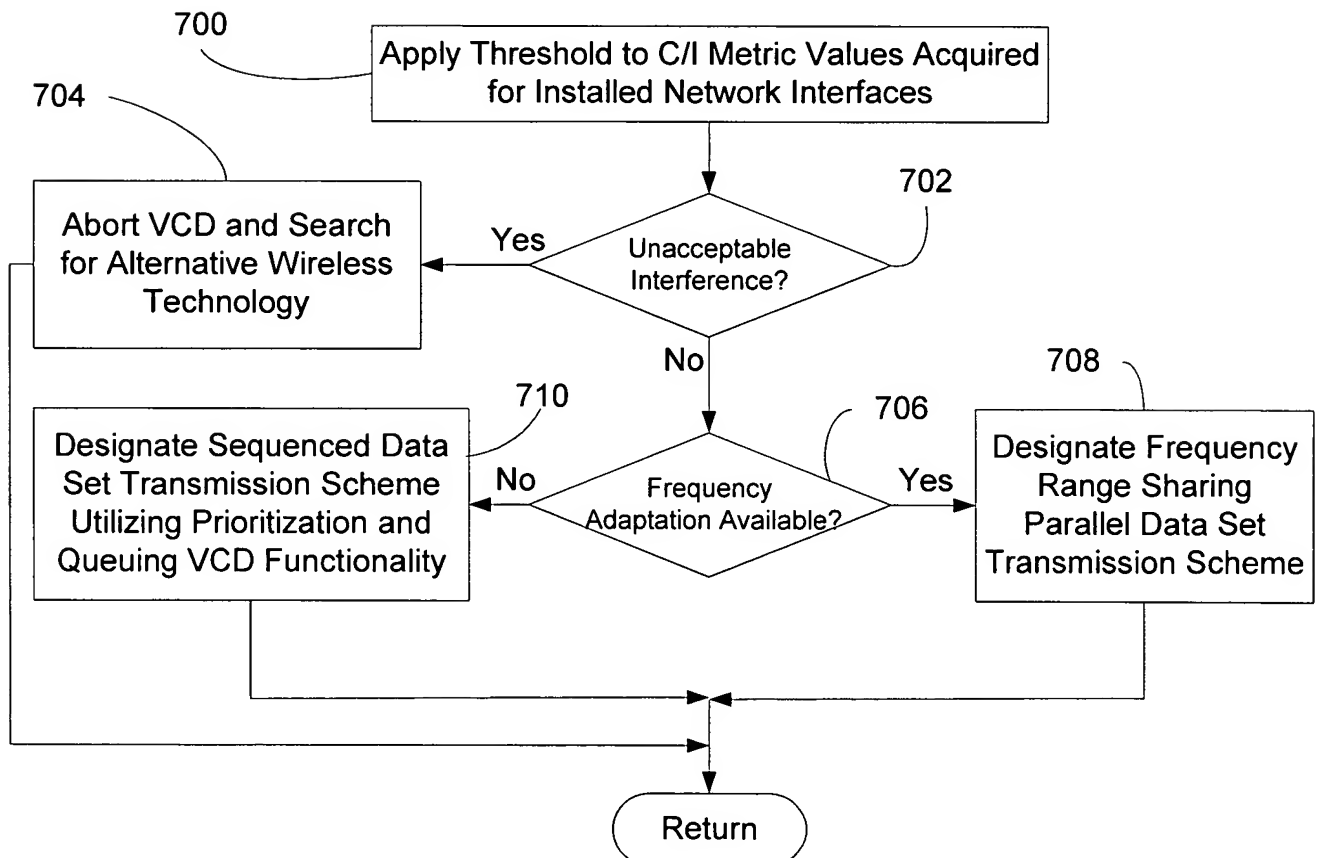 700
Apply Threshold to C/I Metric Values Acquired
for Installed Network Interfaces
704
702
Abort VCD and Search
for Alternative Wireless
Technology
Yes
Unacceptable
Interference?
No
708
710
706
Designate Sequenced Data
Set Transmission Scheme
Utilizing Prioritization and
Queuing VCD Functionality
No
Frequency
Adaptation Available?
Yes
Designate Frequency
Range Sharing
Parallel Data Set
Transmission Scheme
Return